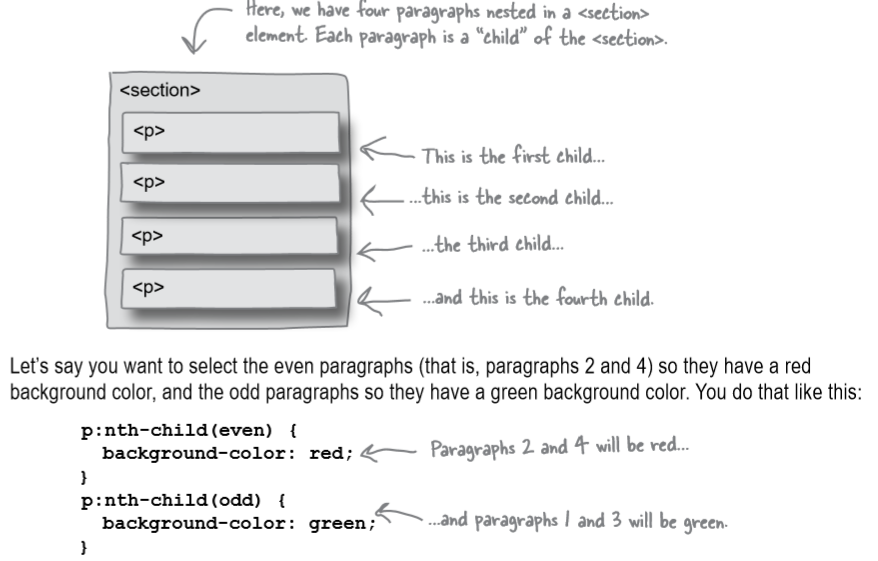 Here, we have four paragraphs nested in a <section>
element. Each paragraph is a “child” of the <section>.
<section>
<p>
This is the first child...
<p>
...this is the second child...
<p>
...the third child...
<p>
...and this is the fourth child.
Let’s say you want to select the even paragraphs (that is, paragraphs 2 and 4) so they have a red
background color, and the odd paragraphs so they have a green background color. You do that like this:
p:nth-child(even) {
background-color: red;
Paragraphs 2 and 4 will be red...
}
p:nth-child(odd) {
background-color: green;
...and paragraphs 1 and 3 will be green.
}